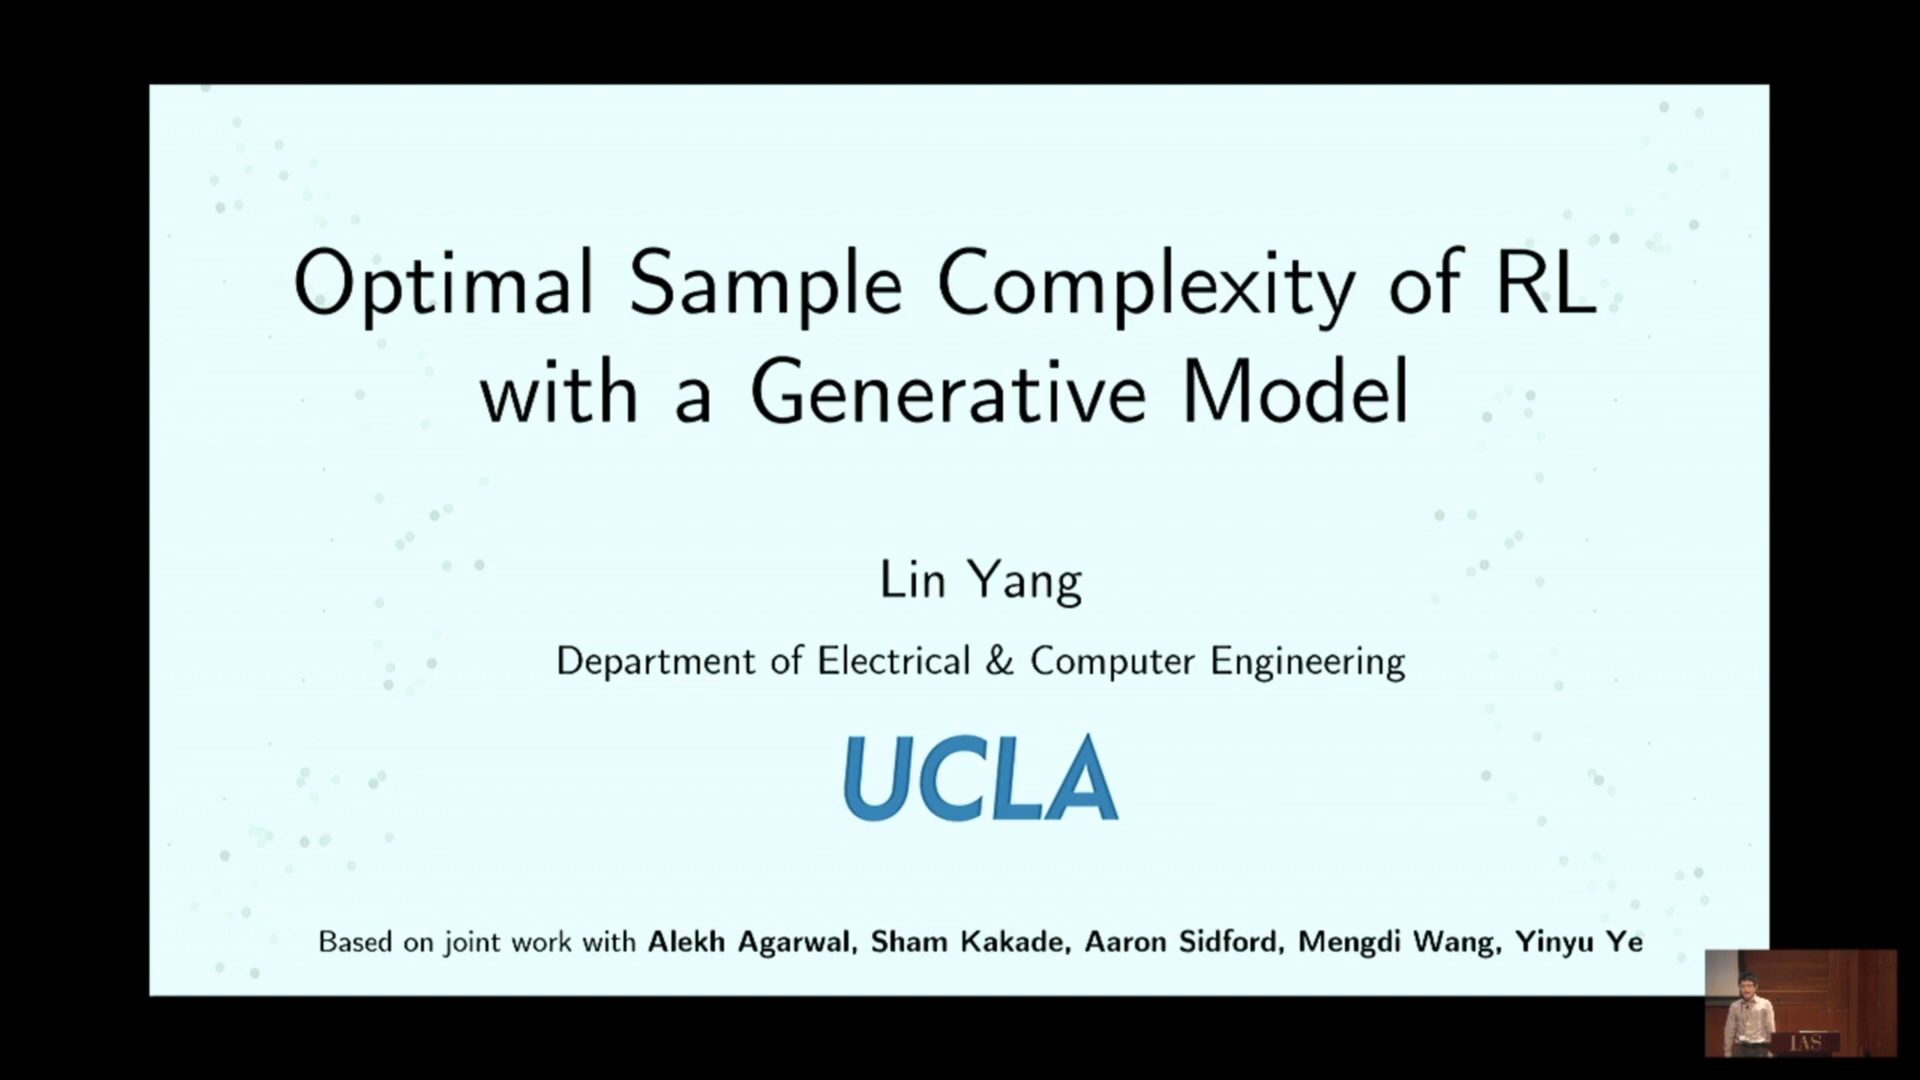 Optimal Sample Complexity of RL
with a Generative Model
Lin Yang
Department of Electrical & Computer Engineering
UCLA
Based on joint work with Alekh Agarwal, Sham Kakade, Aaron Sidford, Mengdi Wang, Yinyu Ye
IAS